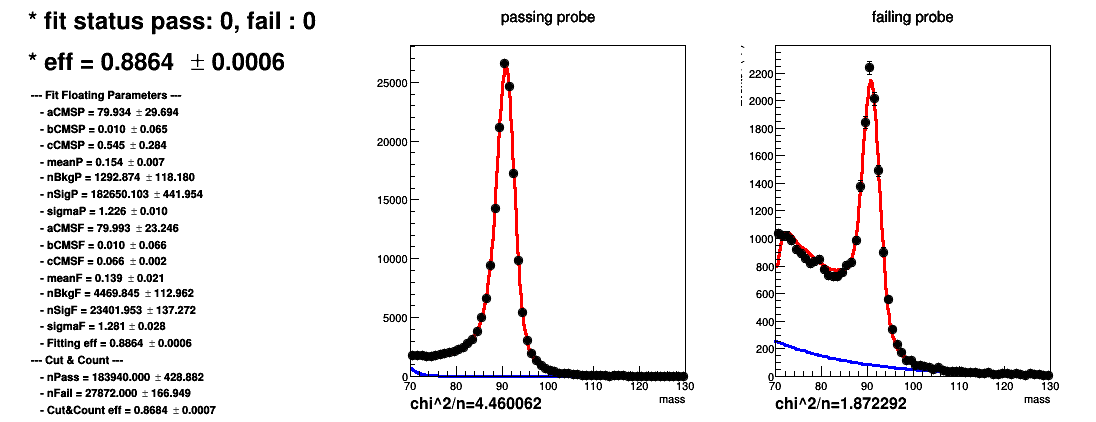 * fit status pass: 0, fail : 0
* eff = 0.8864 ± 0.0006
--- Fit Floating Parameters ---
- aCMSP = 79.934 ± 29.694
- bCMSP = 0.010 ± 0.065
- cCMSP = 0.545 ± 0.284
- meanP = 0.154 ± 0.007
- nBkgP = 1292.874 ± 118.180
- nSigP = 182650.103 ± 441.954
- sigmaP = 1.226 ± 0.010
- aCMSF = 79.993 ± 23.246
- bCMSF = 0.010 ± 0.066
- cCMSF = 0.066 ± 0.002
- meanF = 0.139 ± 0.021
- nBkgF = 4469.845 ± 112.962
- nSigF = 23401.953 ± 137.272
- sigmaF = 1.281 ± 0.028
- Fitting eff = 0.8864 ± 0.0006
--- Cut & Count ---
- nPass = 183940.000 ± 428.882
- nFail = 27872.000 ± 166.949
- Cut&Count eff = 0.8684 ± 0.0007
passing probe
25000
20000
15000
10000
5000
0
70 80 90 100 110 120 130
mass
chi^2/n=4.460062
failing probe
2200
2000
1800
1600
1400
1200
1000
800
600
400
200
0
70 80 90 100 110 120 130
mass
chi^2/n=1.872292